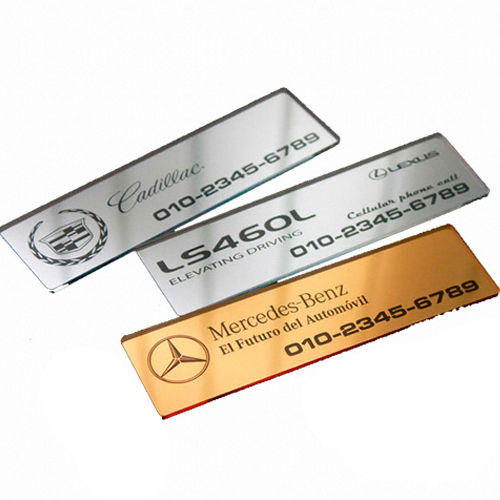 Cadillac
010-2345-6789
LEXUS
LS460L
ELEVATING DRIVING
Cellular phone call
010-2345-6789
Mercedes-Benz
El Futuro del Automóvil
010-2345-6789